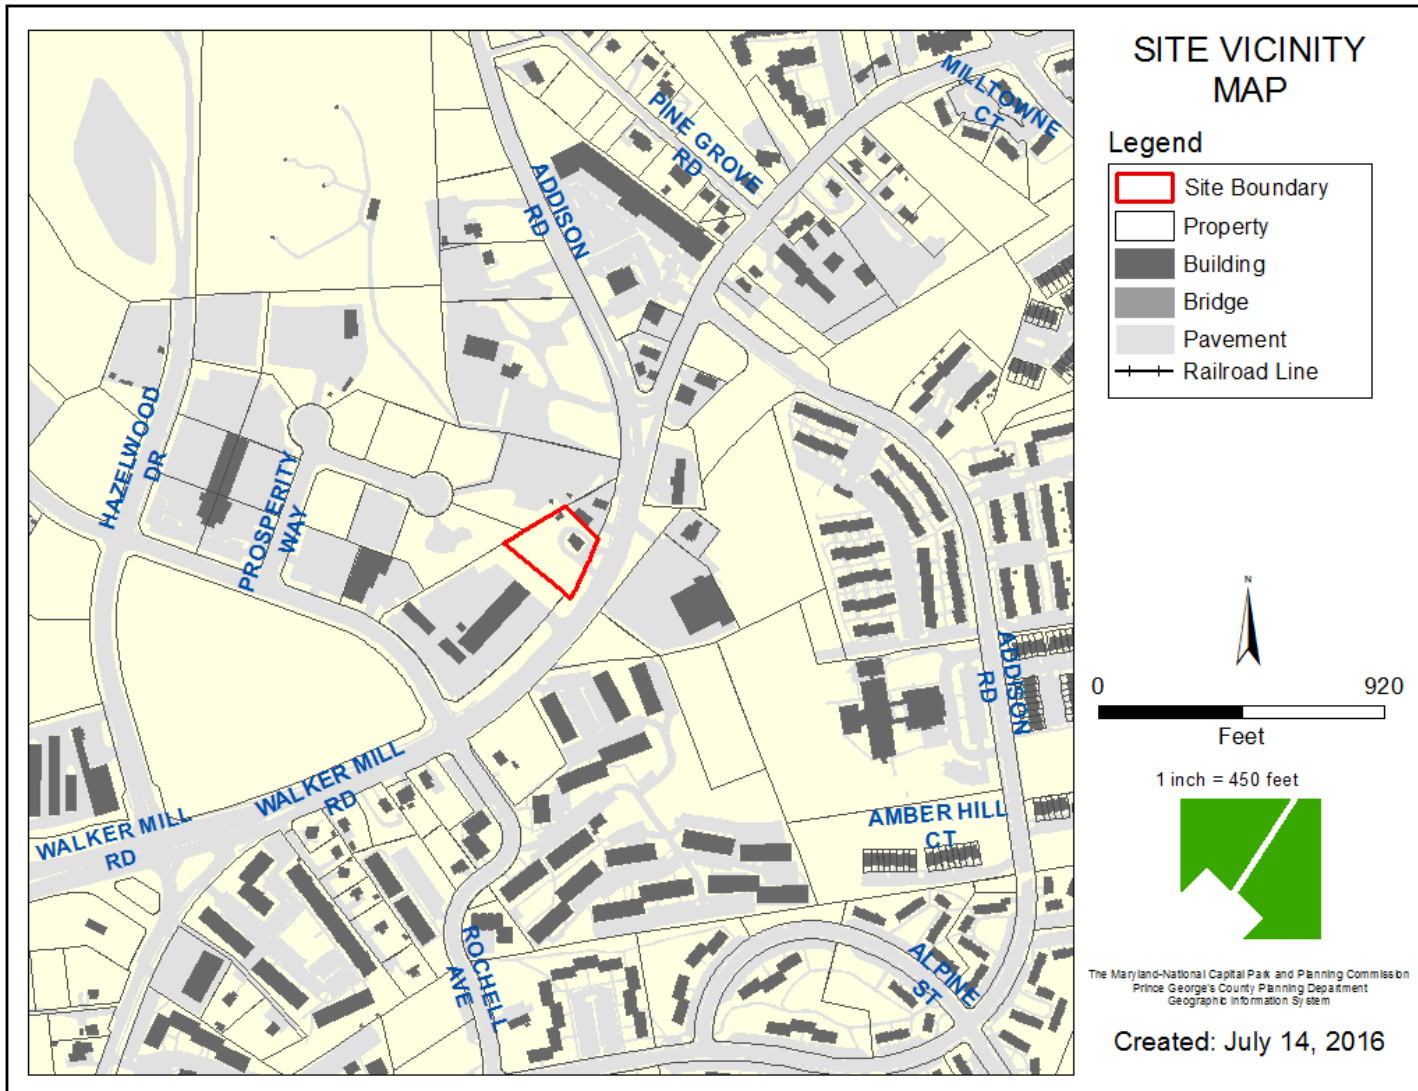 SITE VICINITY
MAP
Legend
Site Boundary
Property
Building
Bridge
Pavement
Railroad Line
N
0 920
Feet
1 inch = 450 feet
The Maryland-National Capital Park and Planning Commission
Prince George's County Planning Department
Geographic Information System
Created: July 14, 2016
MILLTOWNE
CT
PINE GROVE
RD
ADDISON
RD
HAZELWOOD
DR
PROSPERITY
WAY
ADDISON
RD
WALKER MILL
RD
WALKER MILL
RD
AMBER HILL
CT
ROCHELL
AVE
ALPINE
ST